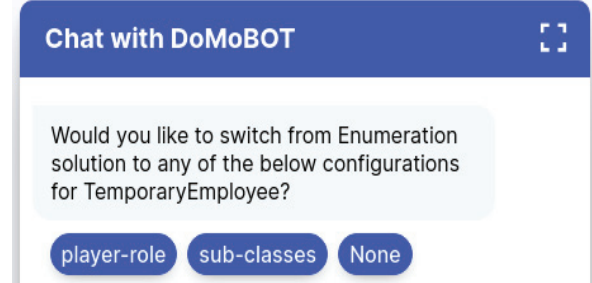 Chat with DoMoBOT
Would you like to switch from Enumeration
solution to any of the below configurations
for TemporaryEmployee?
player-role sub-classes None